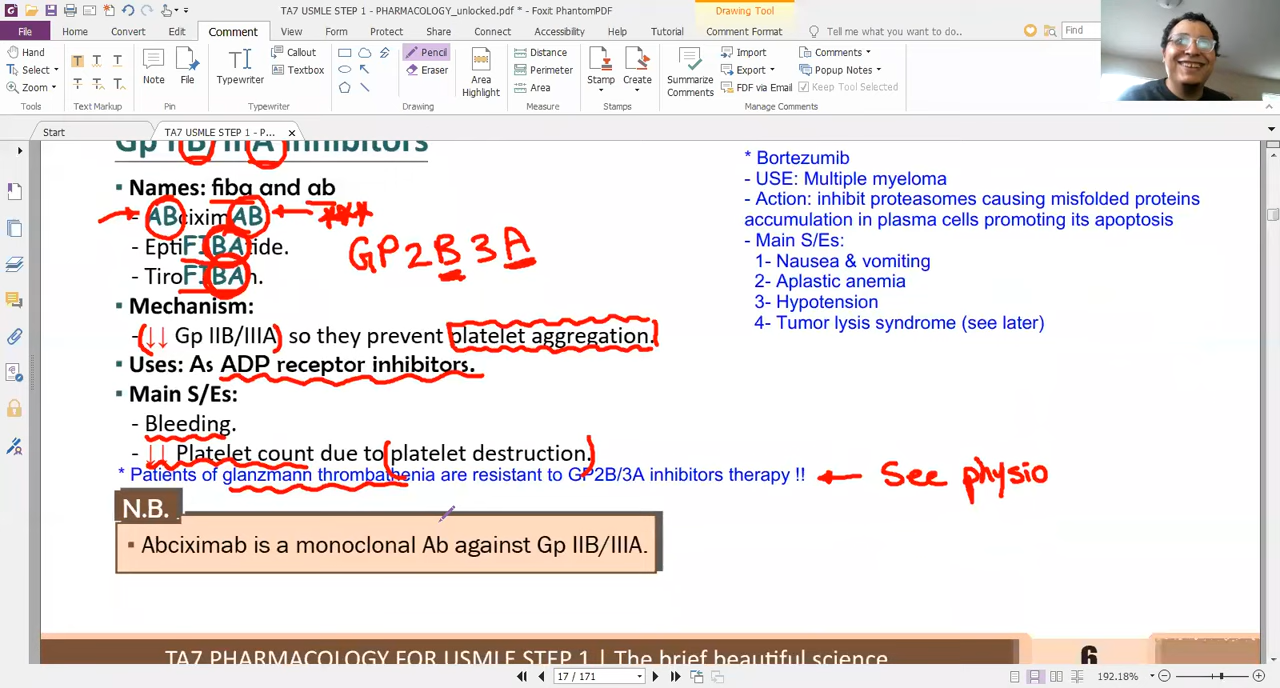 TA7 USMLE STEP 1 - PHARMACOLOGY_unlocked.pdf * - Foxit PhantomPDF
Drawing Tool
File Home Convert Edit Comment View Form Protect Share Connect Accessibility Help Tutorial Comment Format Tell me what you want to do.. Find
Hand
Select
Zoom
Tools
Text Markup
Note
File
Pin
Typewriter
Callout
Textbox
Typewriter
Pencil
Eraser
Drawing
Area
Highlight
Distance
Perimeter
Area
Measure
Stamp
Create
Stamps
Summarize
Comments
Import
Export
FDF via Email
Comments
Popup Notes
Keep Tool Selected
Manage Comments
Start TA7 USMLE STEP 1 - P...
Inhibitors
▪ Names: fiba and ab
- ABciximAB
- EptiFIBAtide.
- TiroFIBAn.
GP2B3A
▪ Mechanism:
- (↓↓ Gp IIB/IIIA) so they prevent platelet aggregation.
▪ Uses: As ADP receptor inhibitors.
▪ Main S/Es:
- Bleeding.
- ↓↓ Platelet count due to (platelet destruction.)
* Patients of glanzmann thrombathenia are resistant to GP2B/3A inhibitors therapy !! ← See physio
N.B.
▪ Abciximab is a monoclonal Ab against Gp IIB/IIIA.
* Bortezumib
- USE: Multiple myeloma
- Action: inhibit proteasomes causing misfolded proteins
accumulation in plasma cells promoting its apoptosis
- Main S/Es:
1- Nausea & vomiting
2- Aplastic anemia
3- Hypotension
4- Tumor lysis syndrome (see later)
TA7 PHARMACOLOGY FOR USMLE STEP 1 | The brief beautiful science
6
17 / 171
192.18%